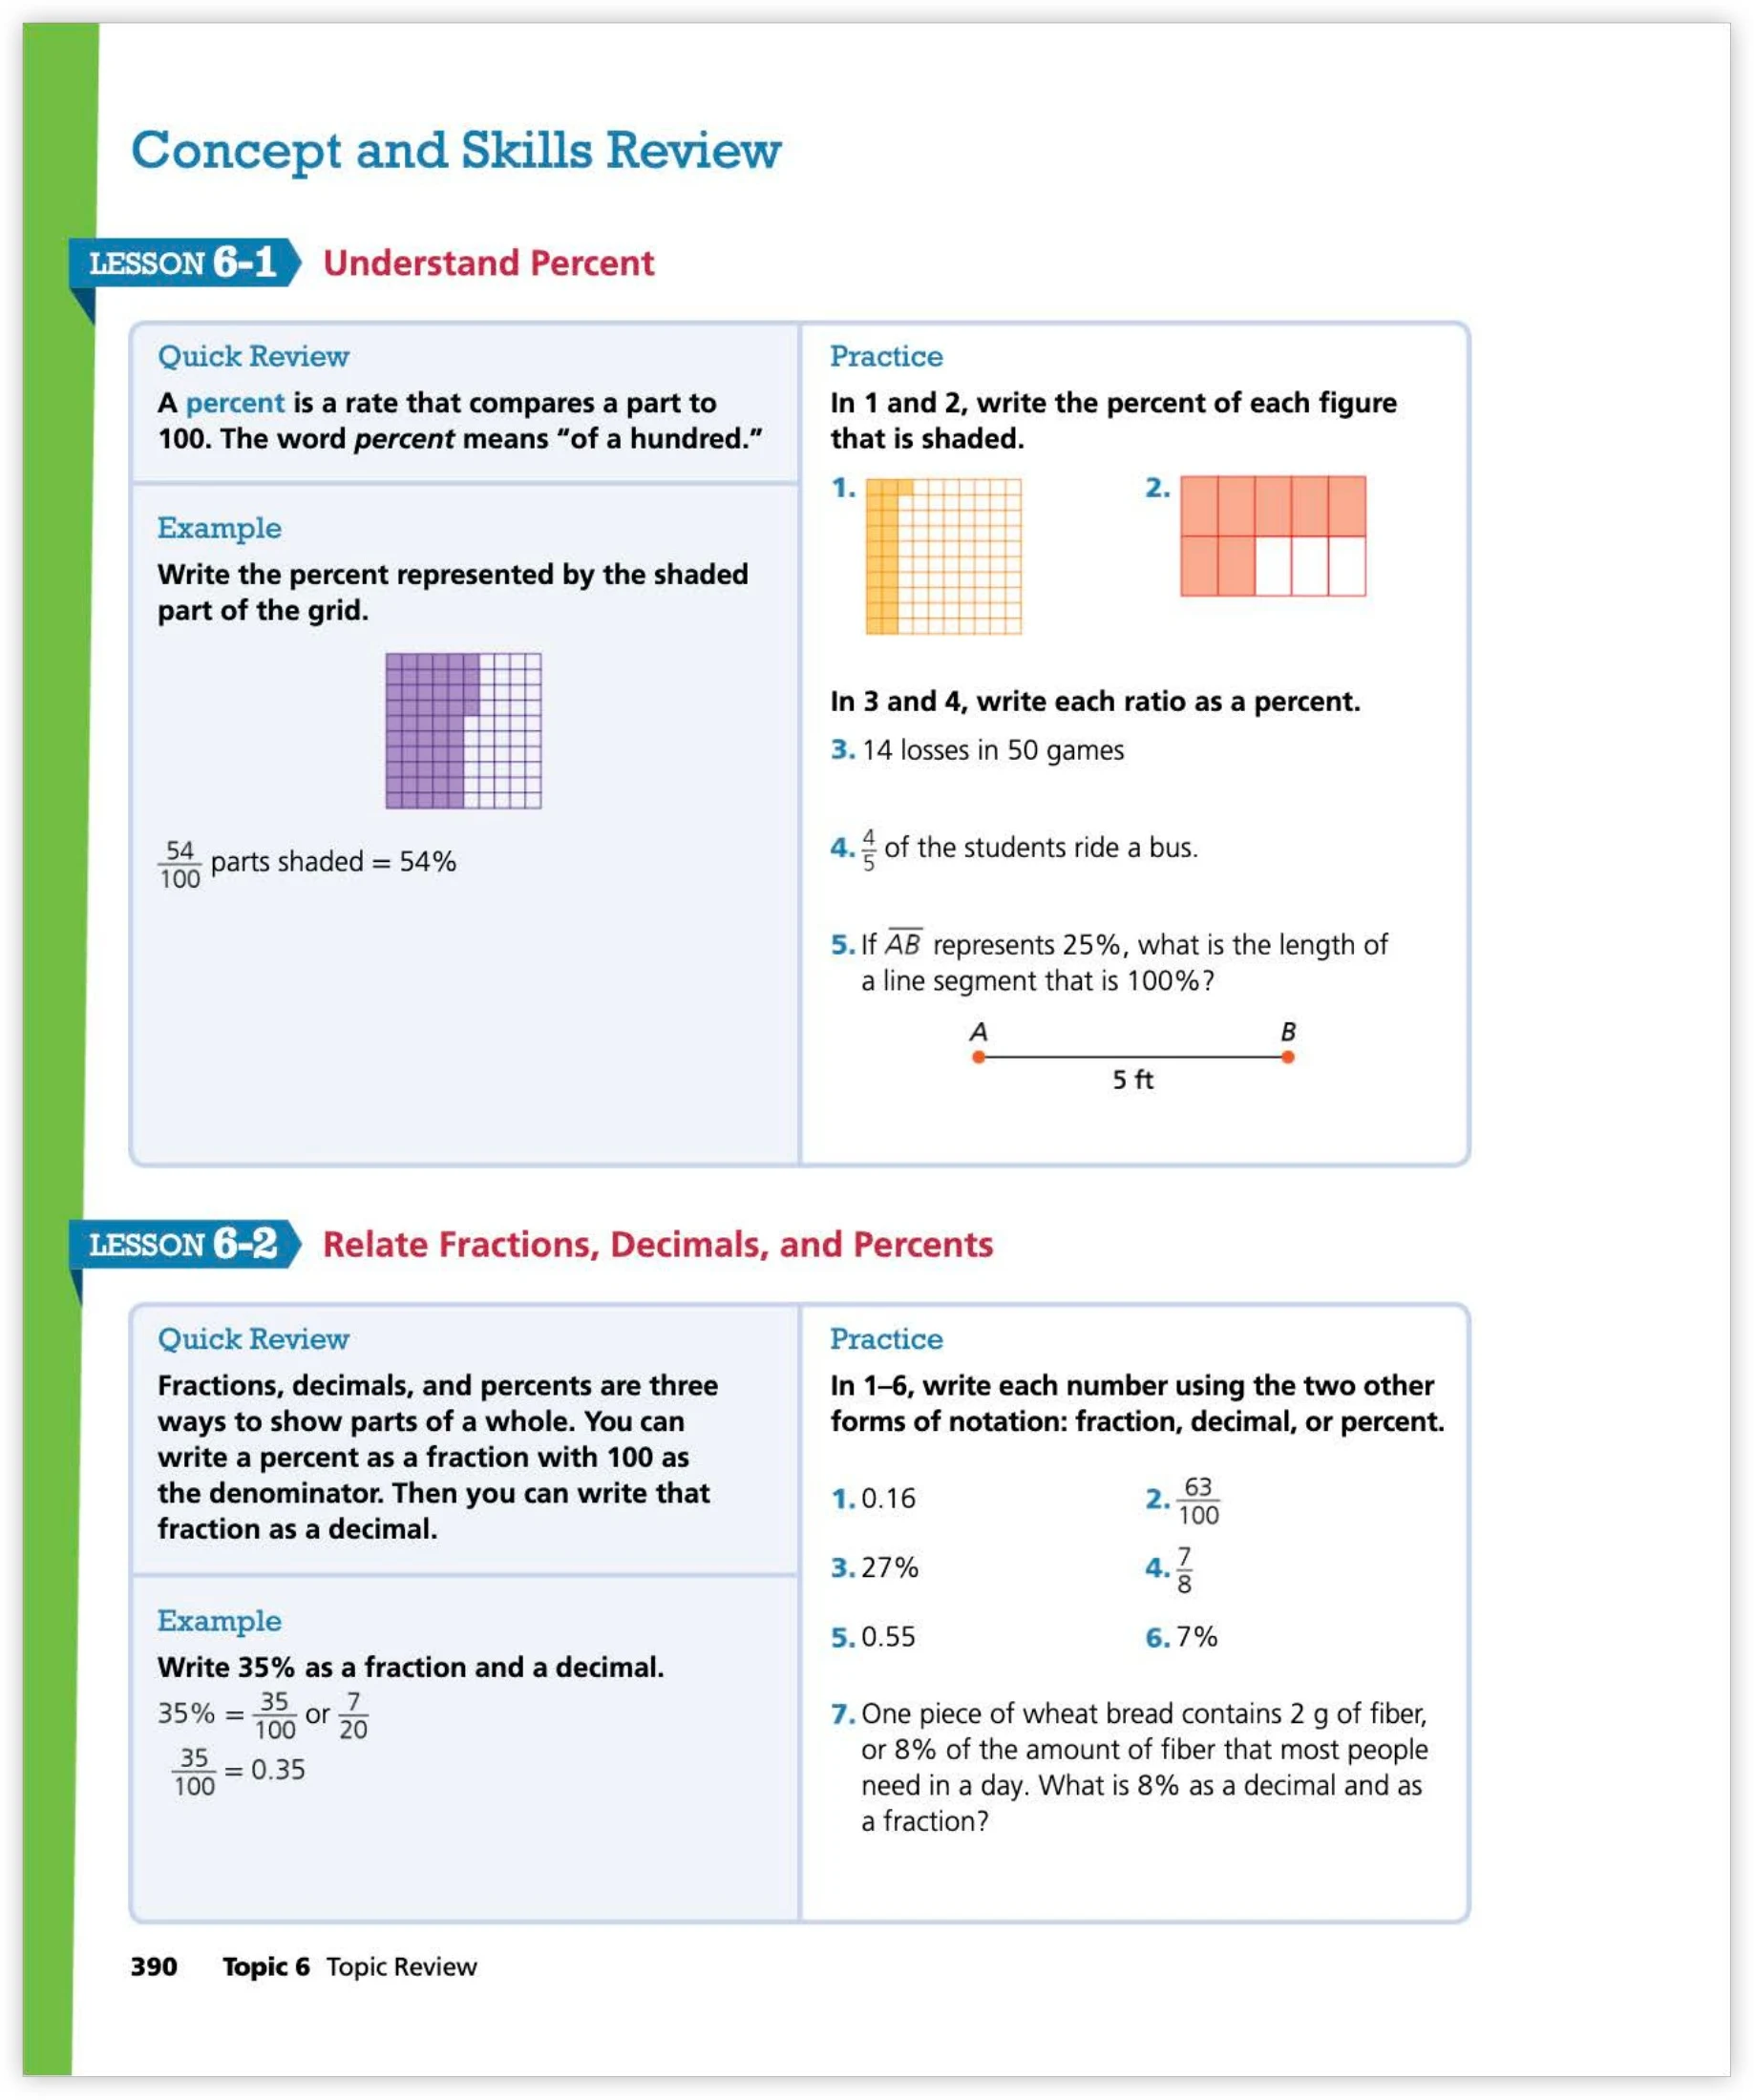 Concept and Skills Review
LESSON 6-1 Understand Percent
Quick Review
A percent is a rate that compares a part to
100. The word percent means “of a hundred.”
Example
Write the percent represented by the shaded
part of the grid.
54/100 parts shaded = 54%
Practice
In 1 and 2, write the percent of each figure
that is shaded.
1. 2.
In 3 and 4, write each ratio as a percent.
3. 14 losses in 50 games
4. 4/5 of the students ride a bus.
5. If A̅B̅ represents 25%, what is the length of
a line segment that is 100%?
A B
5 ft
LESSON 6-2 Relate Fractions, Decimals, and Percents
Quick Review
Fractions, decimals, and percents are three
ways to show parts of a whole. You can
write a percent as a fraction with 100 as
the denominator. Then you can write that
fraction as a decimal.
Example
Write 35% as a fraction and a decimal.
35% = 35/100 or 7/20
35/100 = 0.35
Practice
In 1–6, write each number using the two other
forms of notation: fraction, decimal, or percent.
1. 0.16 2. 63/100
3. 27% 4. 7/8
5. 0.55 6. 7%
7. One piece of wheat bread contains 2 g of fiber,
or 8% of the amount of fiber that most people
need in a day. What is 8% as a decimal and as
a fraction?
390 Topic 6 Topic Review